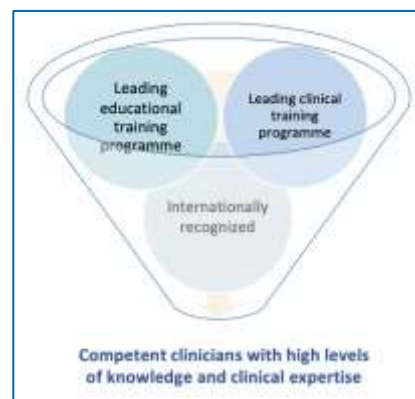 Leading
educational
training
programme
Leading clinical
training
programme
Internationally
recognized
Competent clinicians with high levels
of knowledge and clinical expertise